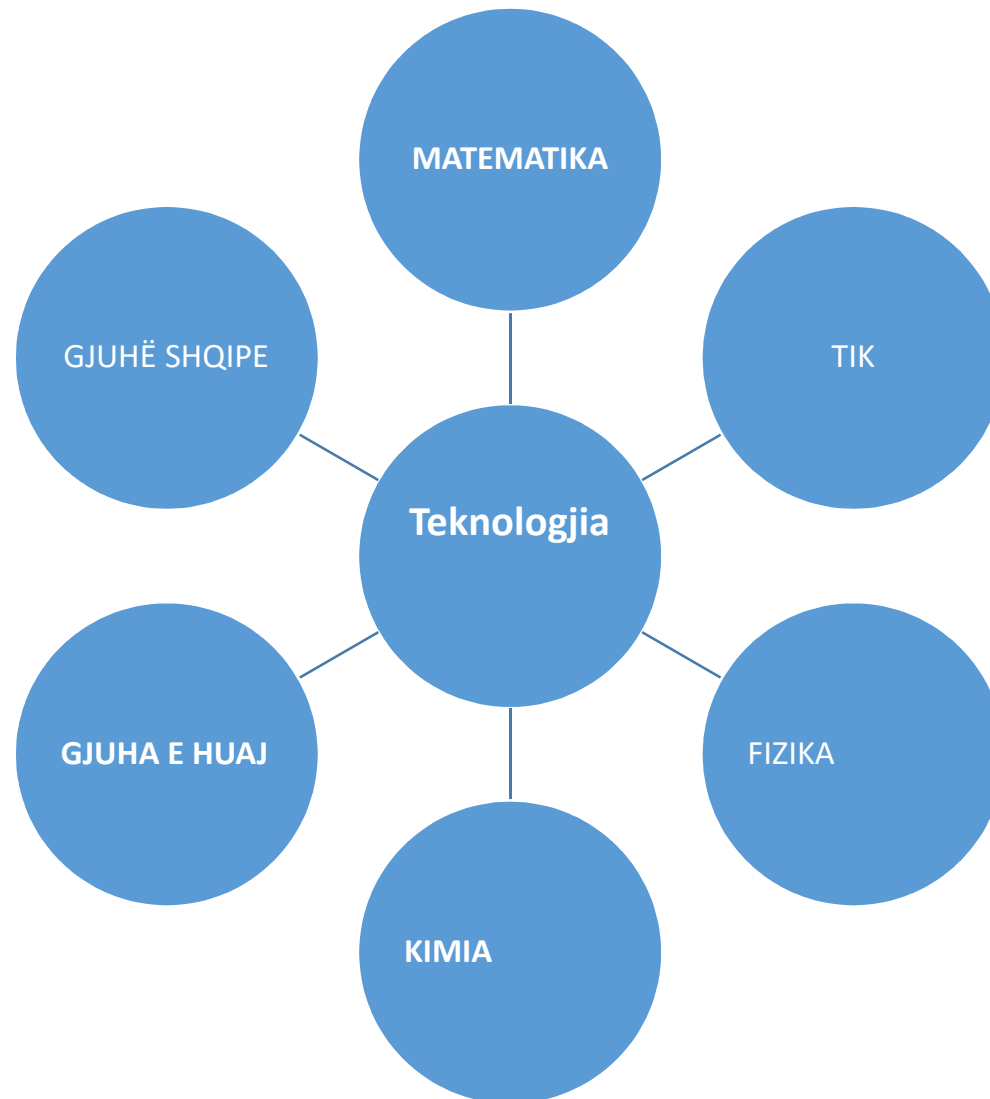 MATEMATIKA
GJUHË SHQIPE
TIK
Teknologjia
GJUHA E HUAJ
FIZIKA
KIMIA